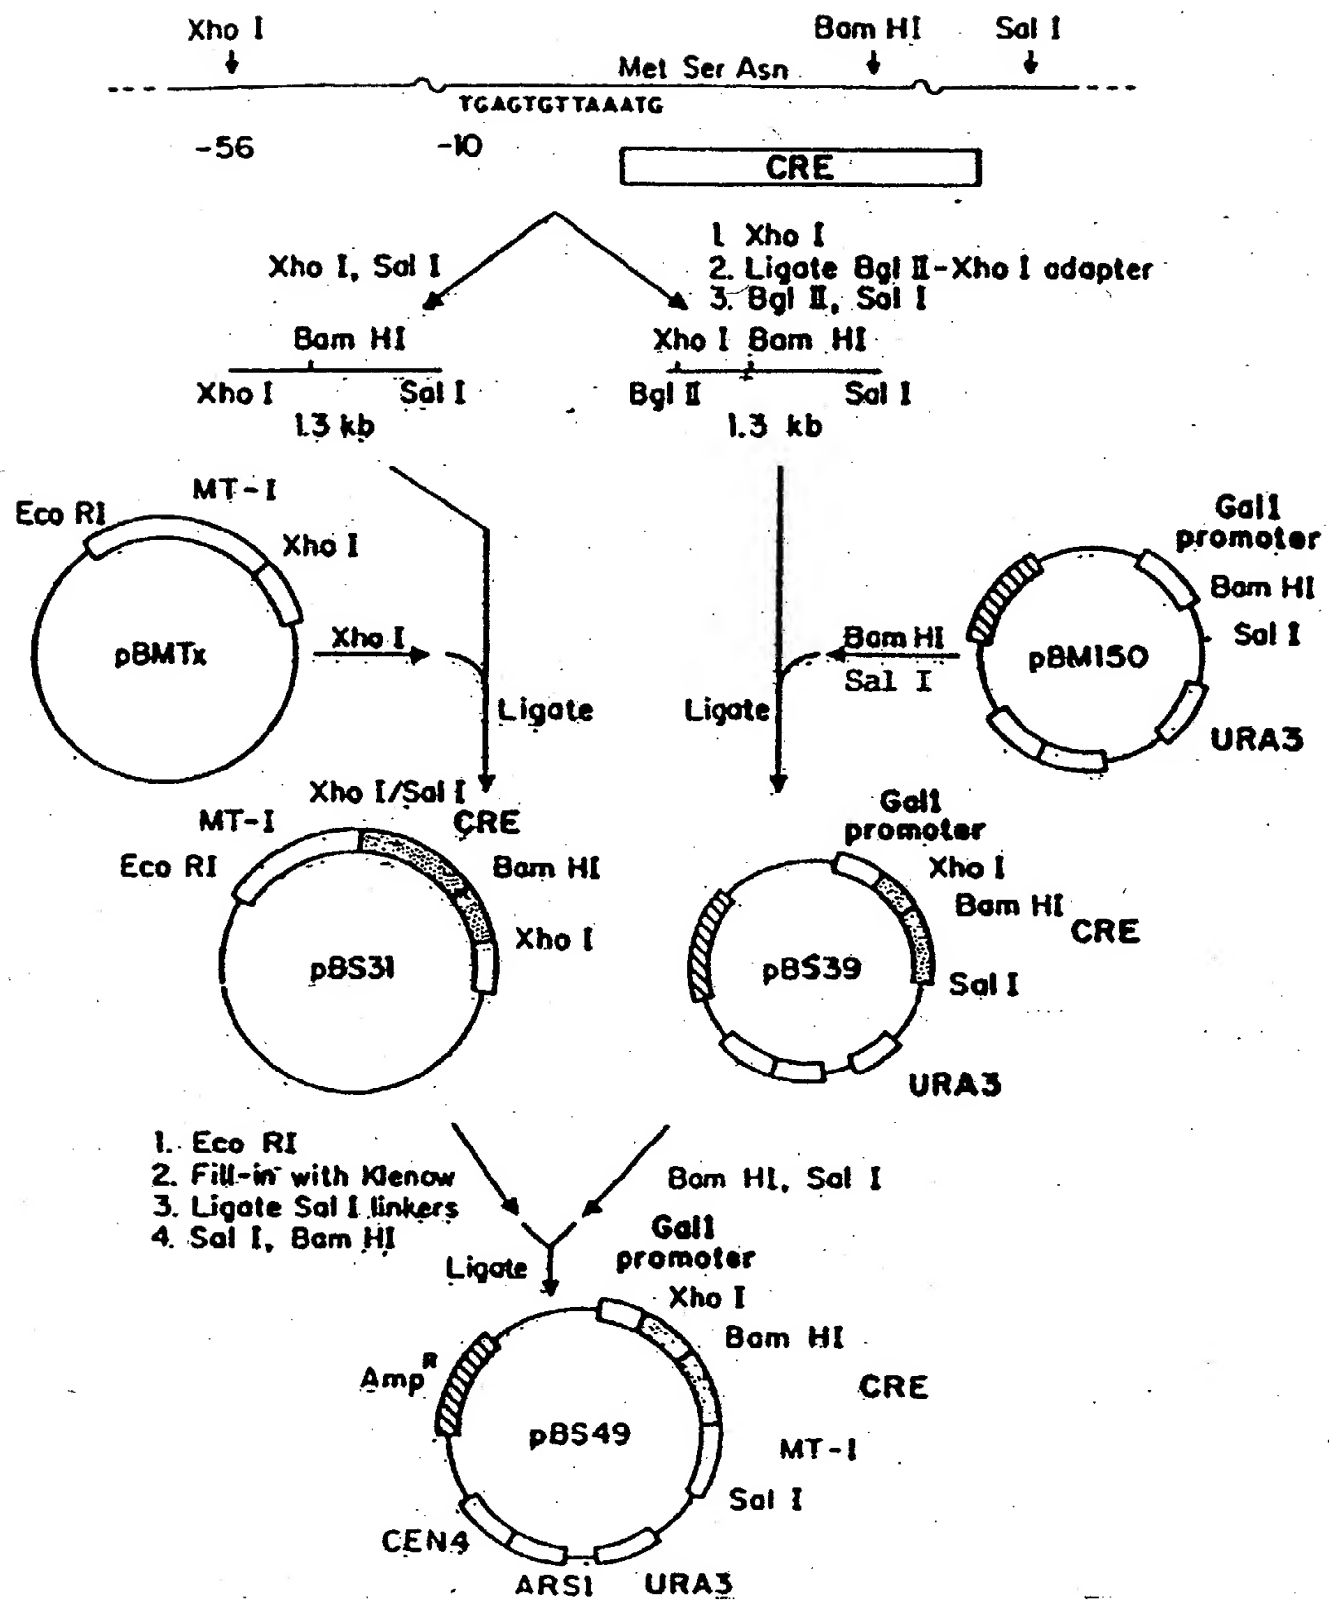 Xho I
Bam HI
Sal I
Met Ser Asn
TGAGTGTTAAATG
-56
-10
CRE
Xho I, Sal I
1. Xho I
2. Ligate Bgl II-Xho I adapter
3. Bgl II, Sal I
Bam HI
Xho I
Sal I
1.3 kb
Xho I Bam HI
Bgl II
Sal I
1.3 kb
MT-I
Eco RI
Xho I
pBMTx
Xho I
Ligate
Gal1
promoter
Bam HI
Sal I
pBM150
URA3
Bam HI
Sal I
Ligate
Xho I/Sal I
MT-I
CRE
Eco RI
Bam HI
Xho I
pBS31
Gal1
promoter
Xho I
Bam HI
CRE
pBS39
Sal I
URA3
1. Eco RI
2. Fill-in with Klenow
3. Ligate Sal I linkers
4. Sal I, Bam HI
Bam HI, Sal I
Ligate
Gal1
promoter
Xho I
Bam HI
Amp R
CRE
pBS49
MT-I
Sal I
CEN4
ARS1
URA3